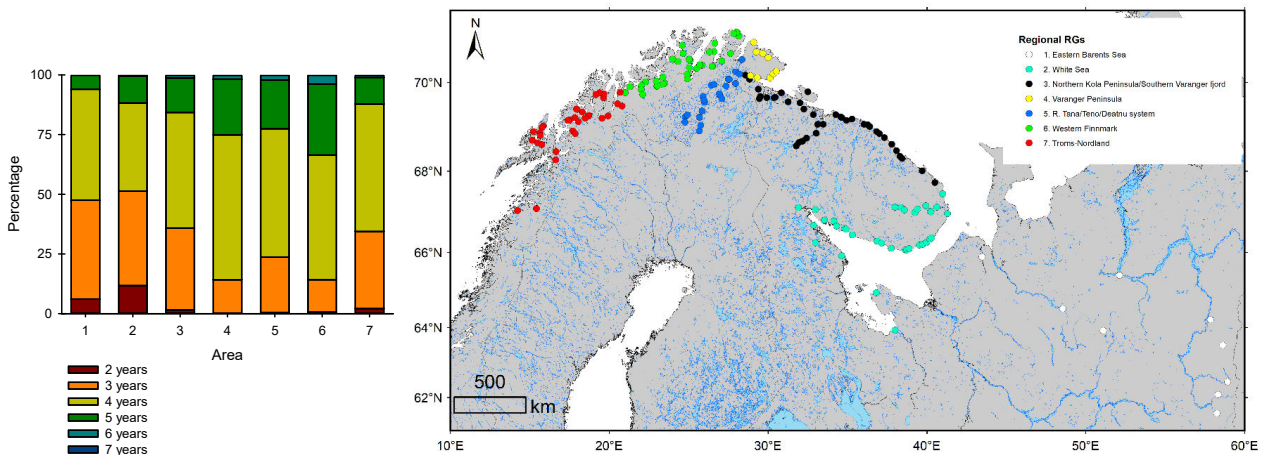 100
75
50
25
0
Percentage
1 2 3 4 5 6 7
Area
2 years
3 years
4 years
5 years
6 years
7 years
N
Regional RGs
1. Eastern Barents Sea
2. White Sea
3. Northern Kola Peninsula/Southern Varanger fjord
4. Varanger Peninsula
5. R. Tana/Teno/Deatnu system
6. Western Finnmark
7. Troms-Nordland
70°N
68°N
66°N
64°N
62°N
500
km
10°E 20°E 30°E 40°E 50°E 60°E